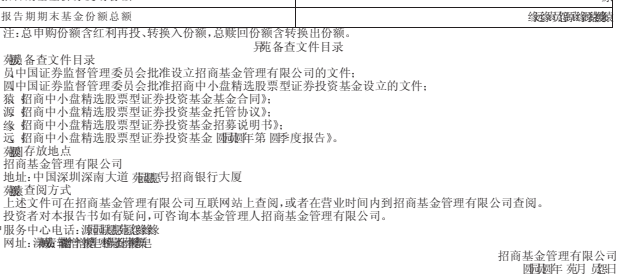 报告期期末基金份额总额
注:总申购份额含红利再投、转换入份额,总赎回份额含转换出份额。
备查文件目录
备查文件目录
员中国证券监督管理委员会批准设立招商基金管理有限公司的文件;
圆中国证券监督管理委员会批准招商中小盘精选股票型证券投资基金设立的文件;
猿《招商中小盘精选股票型证券投资基金基金合同》;
源《招商中小盘精选股票型证券投资基金托管协议》;
缘《招商中小盘精选股票型证券投资基金招募说明书》;
远《招商中小盘精选股票型证券投资基金 年第 季度报告》。
存放地点
招商基金管理有限公司
地址:中国深圳深南大道 号招商银行大厦
查阅方式
上述文件可在招商基金管理有限公司互联网站上查阅,或者在营业时间内到招商基金管理有限公司查阅。
投资者对本报告书如有疑问,可咨询本基金管理人招商基金管理有限公司。
服务中心电话:
网址:
招商基金管理有限公司
年 月 日